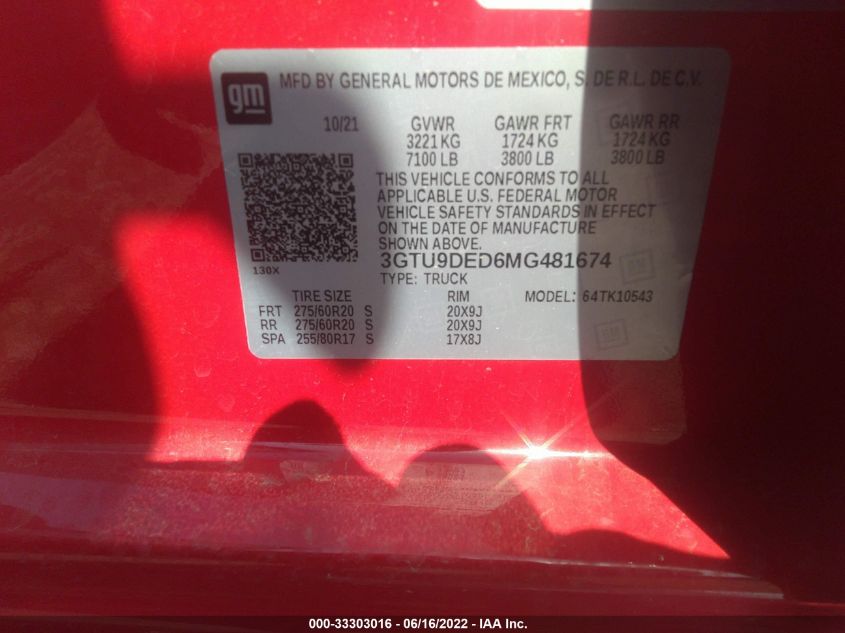 gm
MFD BY GENERAL MOTORS DE MEXICO, S. DE R.L. DE C.V.
10/21 GVWR GAWR FRT GAWR RR
3221 KG 1724 KG 1724 KG
7100 LB 3800 LB 3800 LB
THIS VEHICLE CONFORMS TO ALL
APPLICABLE U.S. FEDERAL MOTOR
VEHICLE SAFETY STANDARDS IN EFFECT
ON THE DATE OF MANUFACTURE
SHOWN ABOVE.
130X
3GTU9DED6MG481674
TYPE: TRUCK
TIRE SIZE RIM MODEL: 64TK10543
FRT 275/60R20 S 20X9J
RR 275/60R20 S 20X9J
SPA 255/80R17 S 17X8J
000-33303016 - 06/16/2022 - IAA Inc.